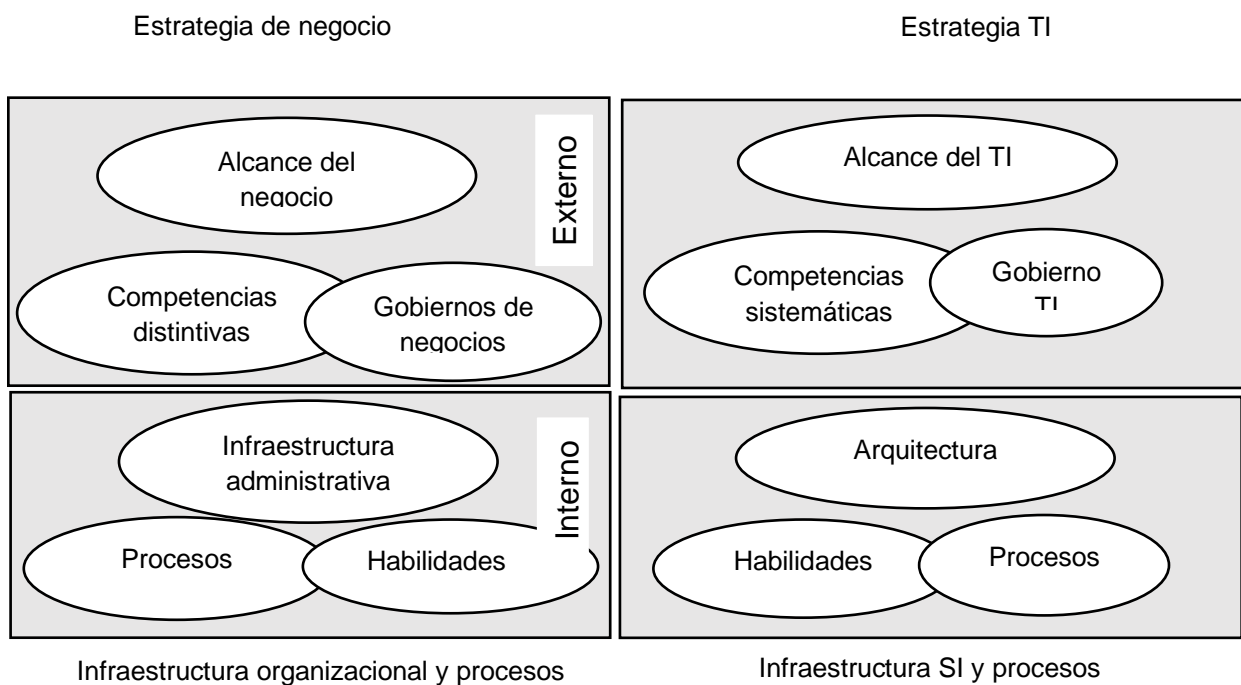 Estrategia de negocio
Estrategia TI
Alcance del
negocio
Externo
Competencias
distintivas
Gobiernos de
negocios
Alcance del TI
Competencias
sistemáticas
Gobierno
TI
Infraestructura
administrativa
Interno
Procesos
Habilidades
Arquitectura
Habilidades
Procesos
Infraestructura organizacional y procesos
Infraestructura SI y procesos